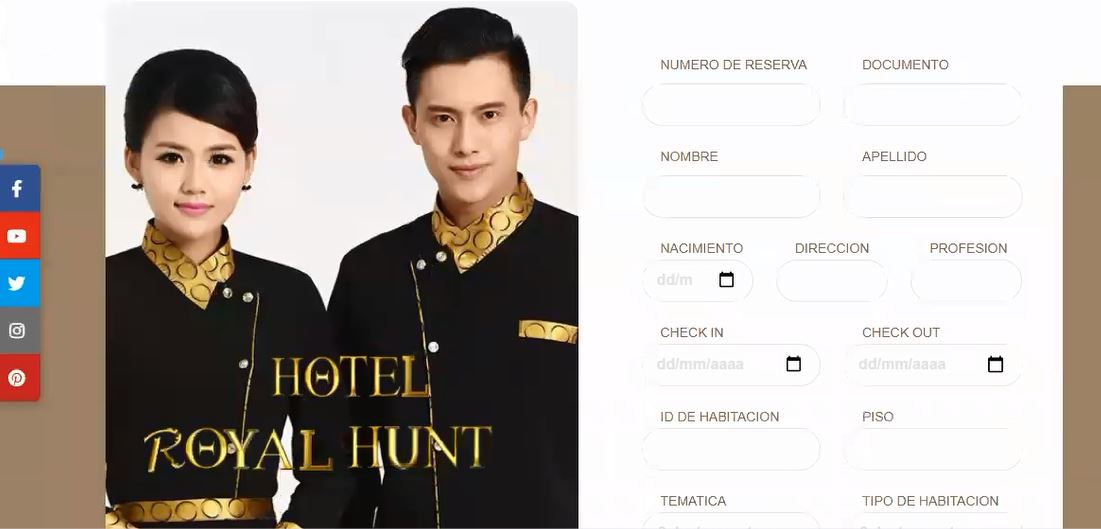 NUMERO DE RESERVA DOCUMENTO
NOMBRE APELLIDO
NACIMIENTO DIRECCION PROFESION
dd/m
CHECK IN CHECK OUT
dd/mm/aaaa dd/mm/aaaa
ID DE HABITACION PISO
TEMATICA TIPO DE HABITACION
HOTEL
ROYAL HUNT